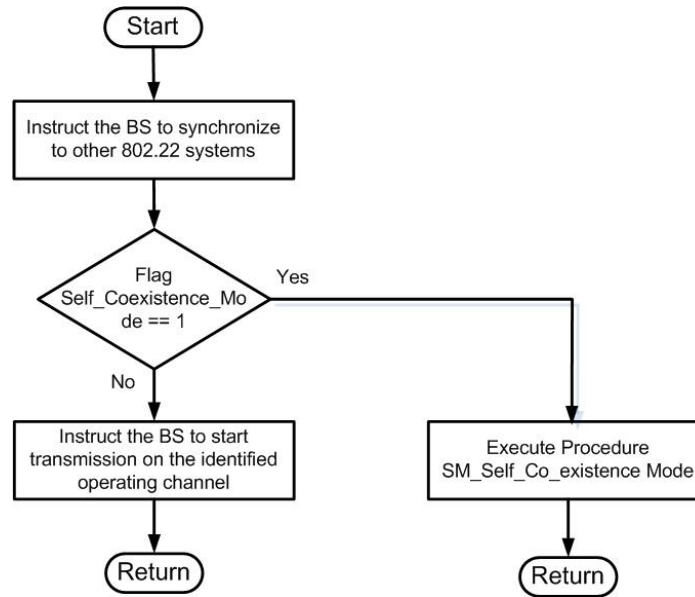 Start
Instruct the BS to synchronize
to other 802.22 systems
Flag
Self_Coexistence_Mo
de == 1
Yes
No
Instruct the BS to start
transmission on the identified
operating channel
Execute Procedure
SM_Self_Co_existence Mode
Return
Return